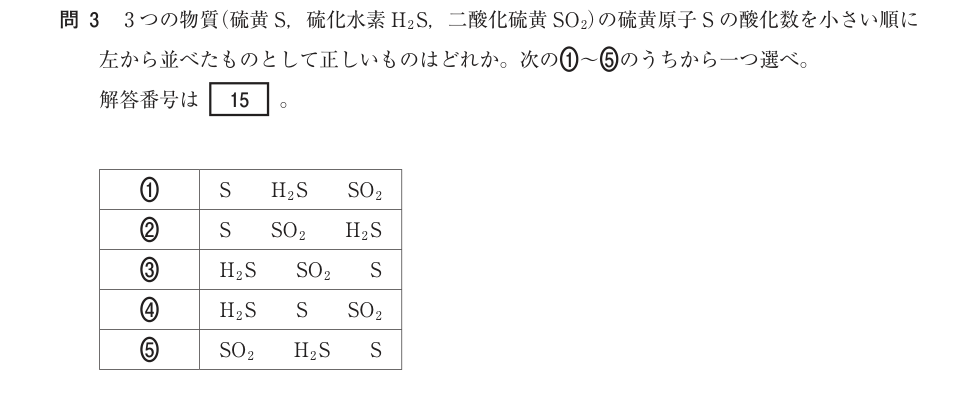 問 3　3つの物質(硫黄 S，硫化水素 H₂S，二酸化硫黄 SO₂)の硫黄原子 S の酸化数を小さい順に
左から並べたものとして正しいものはどれか。次の①～⑤のうちから一つ選べ。
解答番号は 15 。
① S H₂S SO₂
② S SO₂ H₂S
③ H₂S SO₂ S
④ H₂S S SO₂
⑤ SO₂ H₂S S